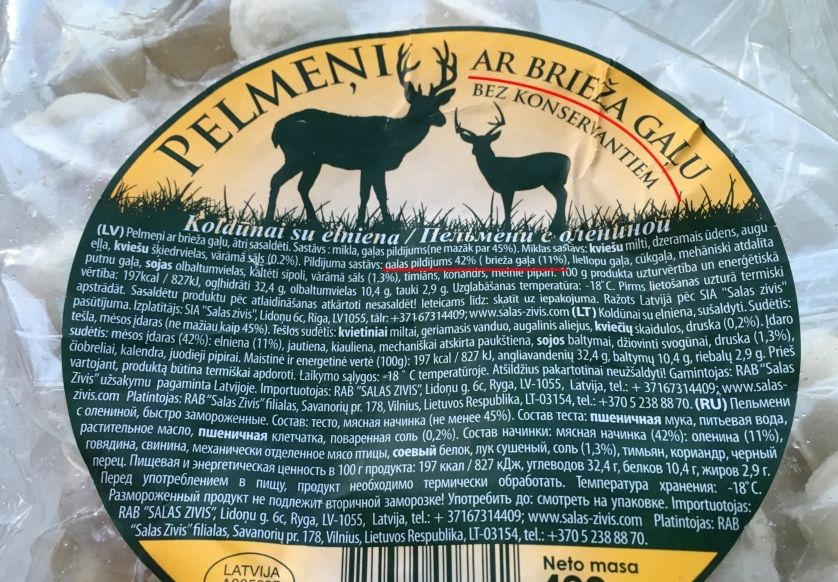 PELMEŅI
AR BRIEŽA GAĻU
BEZ KONSERVANTIEM
Koldūnai su elniena / Пельмени с олениной
(LV) Pelmeņi ar brieža gaļu, ātri sasaldēti. Sastāvs : mīkla, gaļas pildījums(ne mazāk par 45%). Mīklas sastāvs: kviešu milti, dzeramais ūdens, augu
eļļa, kviešu šķiedrvielas, vārāmā sāls (0.2%). Pildījuma sastāvs: gaļas pildījums 42% ( brieža gaļa (11%), liellopu gaļa, cūkgaļa, mehāniski atdalīta
putnu gaļa, sojas olbaltumvielas, kaltēti sīpoli, vārāmā sāls (1.3%), timiāns, koriandrs, melnie pipari. 100 g produkta uzturvērtība un enerģētiskā
vērtība: 197kcal / 827kJ, ogļhidrāti 32,4 g, olbaltumvielas 10,4 g, tauki 2,9 g. Uzglabāšanas temperatūra: -18˚C. Pirms lietošanas uzturā termiski
apstrādāt. Sasaldētu produktu pēc atlaidināšanas atkārtoti nesasaldēt! Ieteicams līdz: skatīt uz iepakojuma. Ražots Latvijā pēc SIA "Salas zivis"
pasūtījuma. Izplatītājs: SIA "Salas zivis", Lidoņu 6c, Rīga, LV1055, tālr: +37167314409; www.salas-zivis.com (LT) Koldūnai su elniena, sušaldyti. Sudėtis:
tešla, mėsos įdaras (ne mažiau kaip 45%). Tešlos sudėtis: kvietiniai miltai, geriamasis vanduo, augalinis aliejus, kviečių skaidulos, druska (0,2%). Įdaro
sudėtis: mėsos įdaras (42%): elniena (11%), jautiena, kiauliena, mechaniškai atskirta paukštiena, sojos baltymai, džiovinti svogūnai, druska (1,3%),
čiobreliai, kalendra, juodieji pipirai. Maistinė ir energetinė vertė (100g): 197 kcal / 827 kJ, angliavandenių 32,4 g, baltymų 10,4 g, riebalų 2,9 g. Prieš
vartojant, produktą būtina termiškai apdoroti. Laikymo sąlygos: -18 ˚ C temperatūroje. Atšildžius pakartotinai neužšaldyti! Gamintojas: RAB "Salas
Zivis" užsakymu pagaminta Latvijoje. Importuotojas: RAB "SALAS ZIVIS", Lidoņu g. 6c, Ryga, LV-1055, Latvija, tel.: + 37167314409; www.salas-
zivis.com Platintojas: RAB "Salas Zivis" filialas, Savanorių pr. 178, Vilnius, Lietuvos Respublika, LT-03154, tel.: +370 5 238 88 70. (RU) Пельмени
с олениной, быстро замороженные. Состав: тесто, мясная начинка (не менее 45%). Состав теста: пшеничная мука, питьевая вода,
растительное масло, пшеничная клетчатка, поваренная соль (0,2%). Состав начинки: мясная начинка (42%): оленина (11%),
говядина, свинина, механически отделенное мясо птицы, соевый белок, лук сушеный, соль (1,3%), тимьян, кориандр, черный
перец. Пищевая и энергетическая ценность в 100 г продукта: 197 ккал / 827 кДж, углеводов 32,4 г, белков 10,4 г, жиров 2,9 г.
Перед употреблением в пищу, продукт необходимо термически обработать. Температура хранения: -18˚C.
Размороженный продукт не подлежит вторичной заморозке! Употребить до: смотреть на упаковке. Importuotojas:
RAB "SALAS ZIVIS", Lidoņu g. 6c, Ryga, LV-1055, Latvija, tel.: + 37167314409; www.salas-zivis.com Platintojas: RAB
"Salas Zivis" filialas, Savanorių pr. 178, Vilnius, Lietuvos Respublika, LT-03154, tel.: +370 5 238 88 70.
LATVIJA
Neto masa